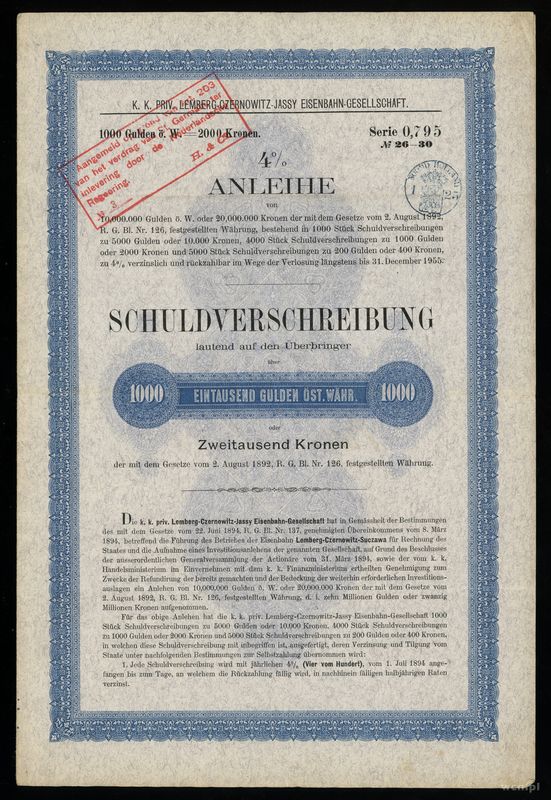 K. K. PRIV. LEMBERG-CZERNOWITZ-JASSY EISENBAHN-GESELLSCHAFT.
1000 Gulden ö. W. = 2000 Kronen.
Serie 0,795
№ 26-30
Aangemeld 203
van het verdrag van St. Germain ter
inlevering door de Nederlandsche
Regeering.
№ 3 H. &
4%
ANLEIHE
von
10,000.000 Gulden ö. W. oder 20,000.000 Kronen der mit dem Gesetze vom 2. August 1892,
R. G. Bl. Nr. 126, festgestellten Währung, bestehend in 1000 Stück Schuldverschreibungen
zu 5000 Gulden oder 10.000 Kronen, 4000 Stück Schuldverschreibungen zu 1000 Gulden
oder 2000 Kronen und 5000 Stück Schuldverschreibungen zu 200 Gulden oder 400 Kronen,
zu 4% verzinslich und rückzahlbar im Wege der Verlosung längstens bis 31. December 1955.
SCHULDVERSCHREIBUNG
lautend auf den Überbringer
über
1000 EINTAUSEND GULDEN ÖST. WÄHR. 1000
oder
Zweitausend Kronen
der mit dem Gesetze vom 2. August 1892, R. G. Bl. Nr. 126, festgestellten Währung.
Die k. k. priv. Lemberg-Czernowitz-Jassy Eisenbahn-Gesellschaft hat in Gemässheit der Bestimmungen
des mit dem Gesetze vom 22. Juni 1894, R. G. Bl. Nr. 137, genehmigten Übereinkommens vom 8. März
1894, betreffend die Führung des Betriebes der Eisenbahn Lemberg-Czernowitz-Suczawa für Rechnung des
Staates und die Aufnahme eines Investitionsanlehens der genannten Gesellschaft, auf Grund des Beschlusses
der ausserordentlichen Generalversammlung der Actionäre vom 31. März 1894, sowie der vom k. k.
Handelsministerium im Einvernehmen mit dem k. k. Finanzministerium ertheilten Genehmigung zum
Zwecke der Refundirung der bereits gemachten und der Bedeckung der weiterhin erforderlichen Investitions-
auslagen ein Anlehen von 10,000.000 Gulden ö. W. oder 20,000.000 Kronen der mit dem Gesetze vom
2. August 1892, R. G. Bl. Nr. 126, festgestellten Währung, d. i. zehn Millionen Gulden oder zwanzig
Millionen Kronen aufgenommen.
Für das obige Anlehen hat die k. k. priv. Lemberg-Czernowitz-Jassy Eisenbahn-Gesellschaft 1000
Stück Schuldverschreibungen zu 5000 Gulden oder 10.000 Kronen, 4000 Stück Schuldverschreibungen
zu 1000 Gulden oder 2000 Kronen und 5000 Stück Schuldverschreibungen zu 200 Gulden oder 400 Kronen,
in welchen diese Schuldverschreibung mit inbegriffen ist, ausgefertigt, deren Verzinsung und Tilgung vom
Staate unter nachfolgenden Bestimmungen zur Selbstzahlung übernommen wird:
1. Jede Schuldverschreibung wird mit jährlichen 4% (Vier vom Hundert), vom 1. Juli 1894 ange-
fangen bis zum Tage, an welchem die Rückzahlung fällig wird, in nachhinein fälligen halbjährigen Raten
verzinst.
wcn.pl